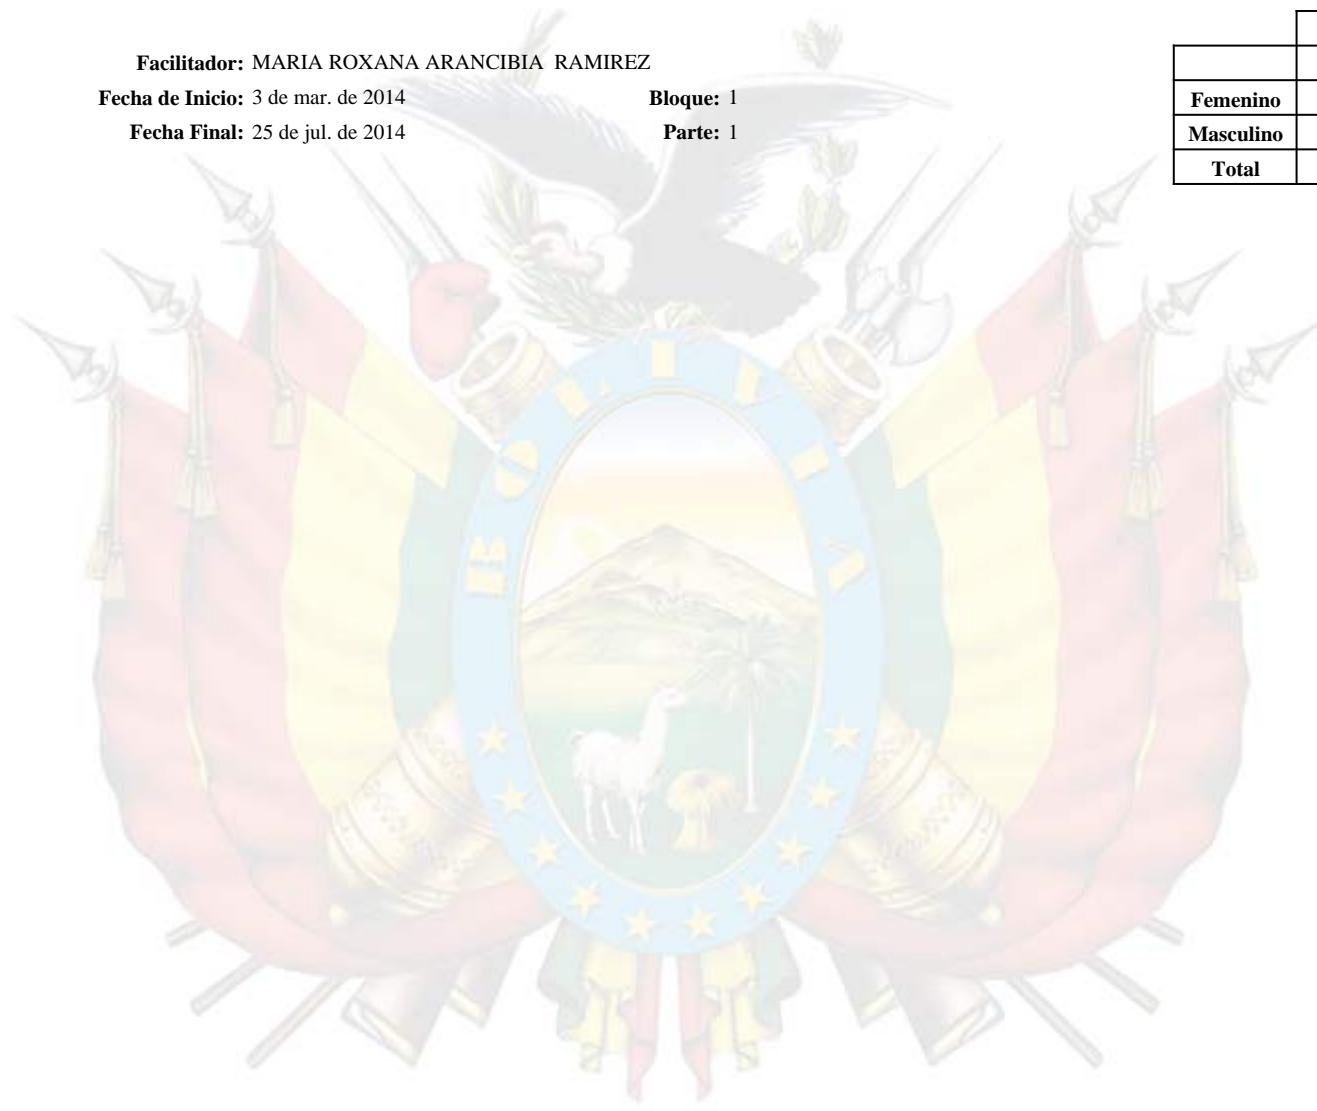 Facilitador: MARIA ROXANA ARANCIBIA RAMIREZ
Fecha de Inicio: 3 de mar. de 2014 Bloque: 1
Fecha Final: 25 de jul. de 2014 Parte: 1
Femenino
Masculino
Total
BOLIVIA